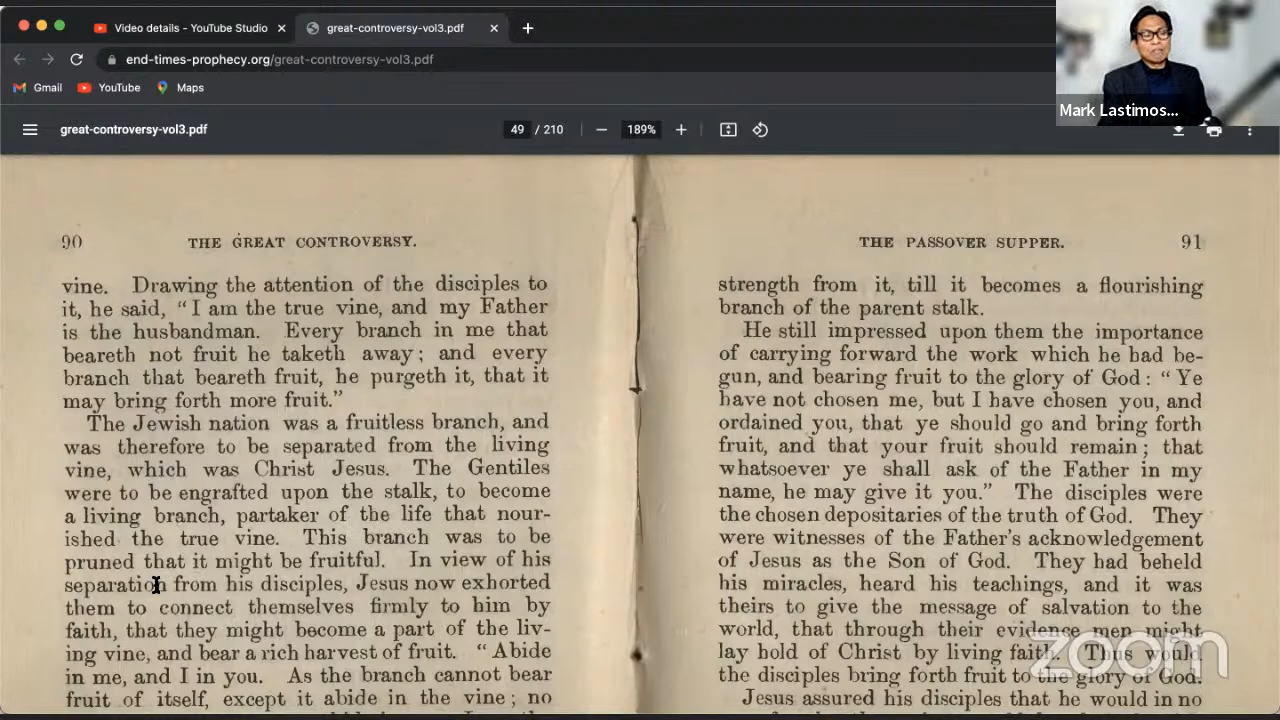 Video details - YouTube Studio
great-controversy-vol3.pdf
end-times-prophecy.org/great-controversy-vol3.pdf
Gmail
YouTube
Maps
Mark Lastimos...
great-controversy-vol3.pdf
49 / 210
189%
90
THE GREAT CONTROVERSY.
vine. Drawing the attention of the disciples to
it, he said, “I am the true vine, and my Father
is the husbandman. Every branch in me that
beareth not fruit he taketh away; and every
branch that beareth fruit, he purgeth it, that it
may bring forth more fruit.”
The Jewish nation was a fruitless branch, and
was therefore to be separated from the living
vine, which was Christ Jesus. The Gentiles
were to be engrafted upon the stalk, to become
a living branch, partaker of the life that nour-
ished the true vine. This branch was to be
pruned that it might be fruitful. In view of his
separation from his disciples, Jesus now exhorted
them to connect themselves firmly to him by
faith, that they might become a part of the liv-
ing vine, and bear a rich harvest of fruit. “Abide
in me, and I in you. As the branch cannot bear
fruit of itself, except it abide in the vine; no
THE PASSOVER SUPPER.
91
strength from it, till it becomes a flourishing
branch of the parent stalk.
He still impressed upon them the importance
of carrying forward the work which he had be-
gun, and bearing fruit to the glory of God: “Ye
have not chosen me, but I have chosen you, and
ordained you, that ye should go and bring forth
fruit, and that your fruit should remain; that
whatsoever ye shall ask of the Father in my
name, he may give it you.” The disciples were
the chosen depositaries of the truth of God. They
were witnesses of the Father's acknowledgement
of Jesus as the Son of God. They had beheld
his miracles, heard his teachings, and it was
theirs to give the message of salvation to the
world, that through their evidence men might
lay hold of Christ by living faith. Thus would
the disciples bring forth fruit to the glory of God.
Jesus assured his disciples that he would in no
zoom